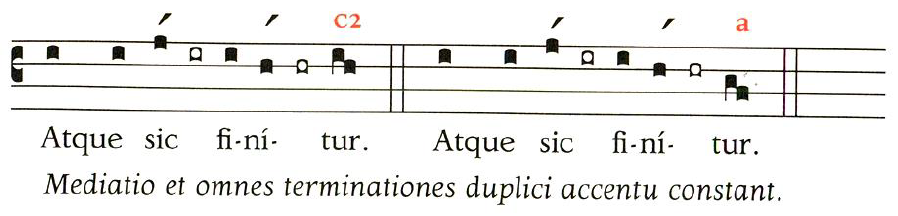 C2 a
Atque sic fi-ní- tur. Atque sic fi-ní- tur.
Mediatio et omnes terminationes duplici accentu constant.